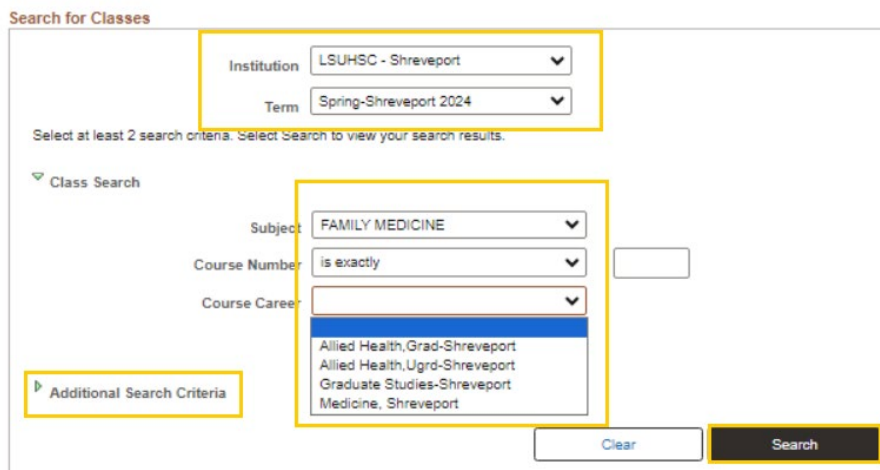 Search for Classes
Institution LSUHSC - Shreveport
Term Spring-Shreveport 2024
Select at least 2 search criteria. Select Search to view your search results.
Class Search
Subject FAMILY MEDICINE
Course Number is exactly
Course Career
Allied Health,Grad-Shreveport
Allied Health,Ugrd-Shreveport
Graduate Studies-Shreveport
Medicine, Shreveport
Additional Search Criteria
Clear Search